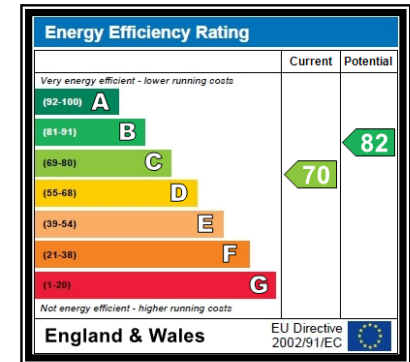 Energy Efficiency Rating
Current Potential
Very energy efficient - lower running costs
(92-100) A
(81-91) B
(69-80) C
(55-68) D
(39-54) E
(21-38) F
(1-20) G
70
82
Not energy efficient - higher running costs
England & Wales
EU Directive
2002/91/EC